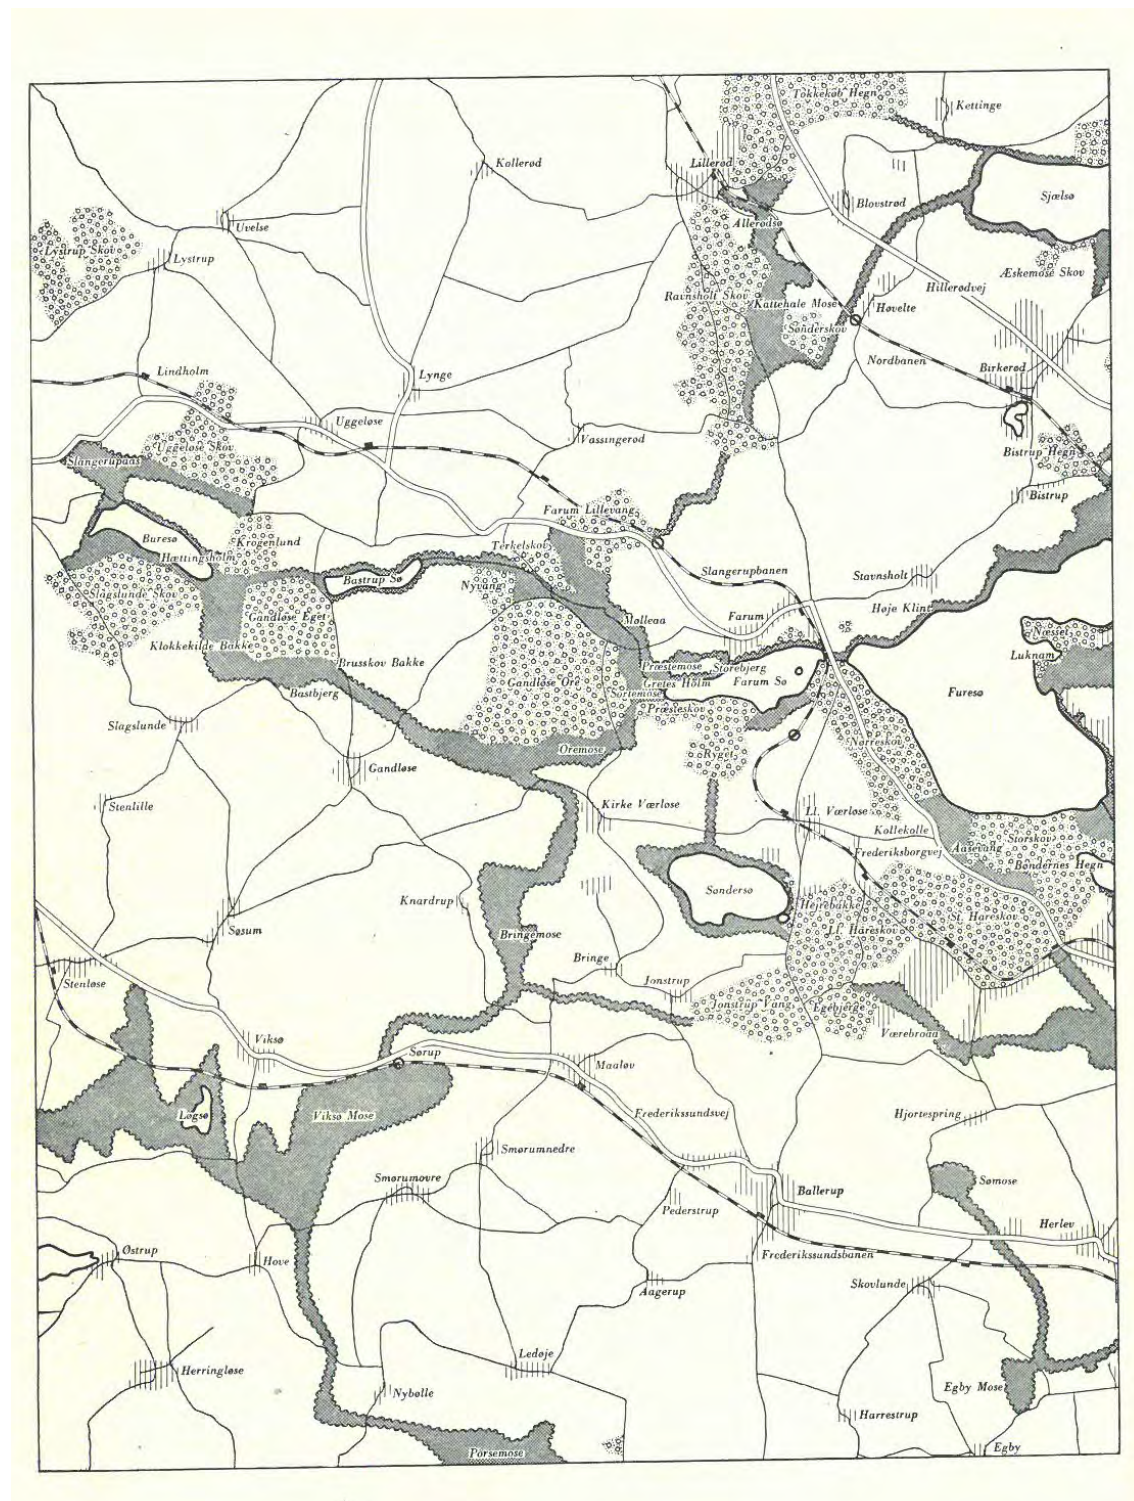 Tokkekøb Hegn
Kettinge
Kollerød
Lillerød
Sjælsø
Blovstrød
Uvelse
Allerødsø
Lystrup Skov
Lystrup
Æskemose Skov
Hillerødvej
Ravnsholt Skov
Kattehale Mose
Høvelte
Sønderskov
Nordbanen
Birkerød
Lindholm
Lynge
Uggeløse
Vassingerød
Uggeløse Skov
Bistrup Hegn
Slangerupaas
Bistrup
Farum Lillevang
Buresø
Krogenlund
Terkelskov
Hættingsholm
Slangerupbanen
Bastrup Sø
Stavnsholt
Nyvang
Slagslunde Skov
Høje Klint
Gandløse Eget
Farum
Mølleaa
Næsset
Klokkekilde Bakke
Luknam
Brusskov Bakke
Præstemose
Storebjerg
Gandløse Ore
Gretes Holm
Farum Sø
Bastbjerg
Sortemose
Furesø
Præsteskov
Slagslunde
Nørreskov
Oremose
Ryget
Gandløse
Stenlille
Kirke Værløse
Ll. Værløse
Kollekolle
Storskov
Frederiksborgvej
Aasevang
Bøndernes Hegn
Søndersø
Knardrup
Hejrebakke
St. Hareskov
Søsum
Bringemose
Ll. Hareskov
Bringe
Stenløse
Jonstrup
Jonstrup Vang
Egebjerge
Værebroaa
Viksø
Sørup
Maaløv
Løgsø
Viksø Mose
Frederikssundsvej
Hjortespring
Smørumnedre
Smørumovre
Sømose
Ballerup
Pederstrup
Herlev
Østrup
Hove
Frederikssundsbanen
Aagerup
Skovlunde
Ledøje
Herringløse
Nybølle
Egby Mose
Harrestrup
Porsemose
Egby